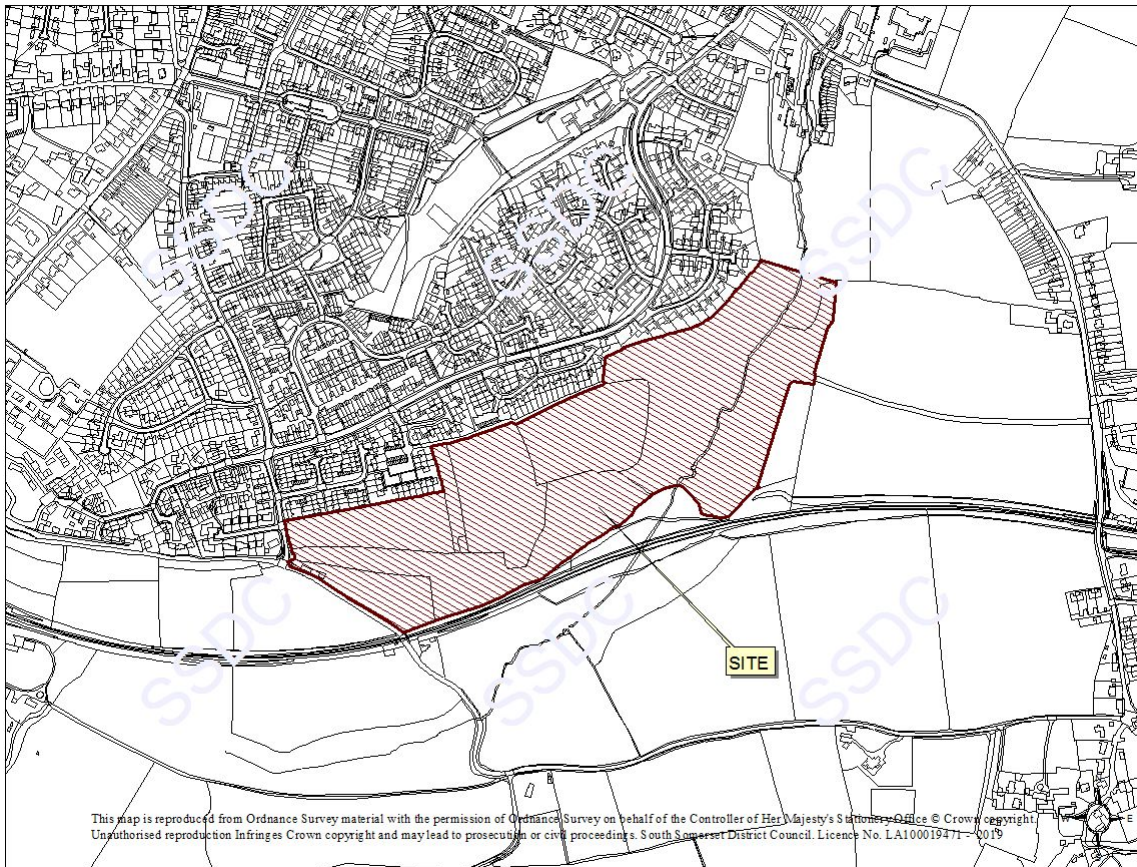 SSDC
SSDC
SSDC
SITE
SSDC
SSDC
SSDC
This map is reproduced from Ordnance Survey material with the permission of Ordnance Survey on behalf of the Controller of Her Majesty's Stationery Office © Crown copyright.
Unauthorised reproduction Infringes Crown copyright and may lead to prosecution or civil proceedings. South Somerset District Council. Licence No. LA100019471 - 2019
W
E